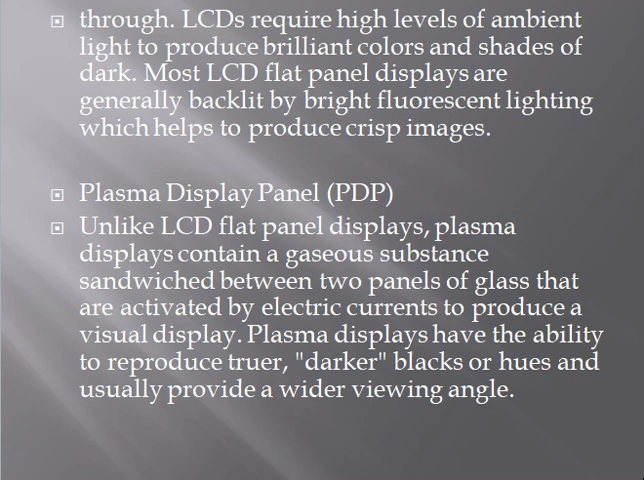 through. LCDs require high levels of ambient
light to produce brilliant colors and shades of
dark. Most LCD flat panel displays are
generally backlit by bright fluorescent lighting
which helps to produce crisp images.
Plasma Display Panel (PDP)
Unlike LCD flat panel displays, plasma
displays contain a gaseous substance
sandwiched between two panels of glass that
are activated by electric currents to produce a
visual display. Plasma displays have the ability
to reproduce truer, "darker" blacks or hues and
usually provide a wider viewing angle.